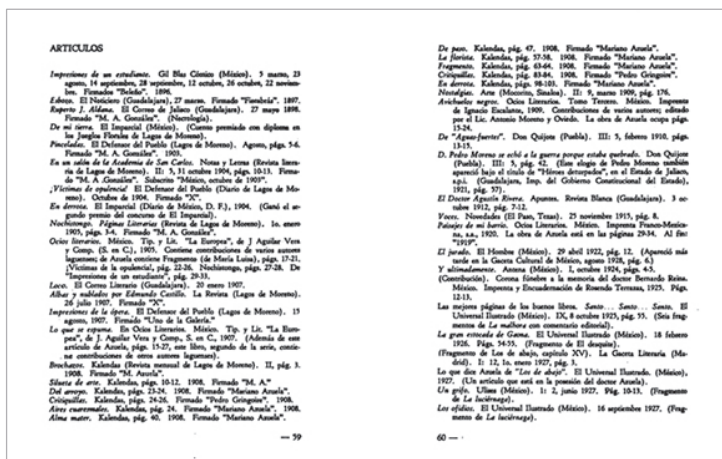 ARTICULOS
Impresiones de un estudiante. Gil Blas Cómico (México). 5 marzo, 23
agosto, 14 septiembre, 28 septiembre, 12 octubre, 26 octubre, 22 noviem-
bre. Firmados "Beleño". 1896.
Esbozo. El Noticiero (Guadalajara), 27 marzo. Firmado "Fierabrás". 1897.
Ruperto J. Aldana. El Correo de Jalisco (Guadalajara). 27 mayo 1898.
Firmado "M. A. González". (Necrología).
De mi tierra. El Imparcial (México). (Cuento premiado con diploma en
los Juegos Florales de Lagos de Moreno).
Pinceladas. El Defensor del Pueblo (Lagos de Moreno). Agosto, págs. 5-6.
Firmado "M. A. González". 1903.
En un salón de la Academia de San Carlos. Notas y Letras (Revista litera-
ria de Lagos de Moreno). II: 5, 31 octubre 1904, págs. 10-13. Firma-
do "M. A. González". Subscrito "México, octubre de 1903".
¡Víctimas de opulencia! El Defensor del Pueblo (Diario de Lagos de Mo-
reno). Octubre de 1904. Firmado "X".
En derrota. El Imparcial (Diario de México, D. F.), 1904. (Ganó el se-
gundo premio del concurso de El Imparcial).
Nochistongo. Páginas Literarias (Revista de Lagos de Moreno). 1o. enero
1905, págs. 3-4. Firmado "M. A. González".
Ocios literarios. México. Tip. y Lit. "La Europea", de J Aguilar Vera
y Comp. (S. en C.), 1905. Contiene contribuciones de varios autores
laguenses; de Azuela contiene Fragmentos (de María Luisa), págs. 17-21,
¡Víctimas de la opulencia!, pág. 22-26. Nochistongo, págs. 27-28. De
"Impresiones de un estudiante", pág. 29-33.
Loco. El Correo Literario (Guadalajara). 20 enero 1907.
Albas y nublados por Edmundo Castillo. La Revista (Lagos de Moreno).
26 julio 1907. Firmado "X".
Impresiones de la ópera. El Defensor del Pueblo (Lagos de Moreno). 15
agosto, 1907. Firmado "Uno de la Galería."
Lo que se esfuma. En Ocios Literarios. México. Tip. y Lit. "La Euro-
pea", de J. Aguilar Vera y Comp., S. en C., 1907. (Además de este
artículo de Azuela, págs. 15-27, este libro, segundo de la serie, contie-
ne contribuciones de otros autores laguenses).
Brochazos. Kalendas (Revista mensual de Lagos de Moreno). II, pág. 3.
1908. Firmado "M. Azuela".
Silueta de arte. Kalendas, págs. 10-12. 1908. Firmado "M. A."
Del arroyo. Kalendas, págs. 23-24. 1908. Firmado "Mariano Azuela".
Critiquillas. Kalendas, págs. 24-26. Firmado "Pedro Gringoire". 1908.
Aires cuaresmales. Kalendas, pág. 24. Firmado "Mariano Azuela". 1908.
Alma mater. Kalendas, pág. 40. 1908. Firmado "Mariano Azuela".
— 59
De paso. Kalendas, pág. 47. 1908. Firmado "Mariano Azuela".
La florista. Kalendas, pág. 57-58. 1908. Firmado "Mariano Azuela".
Fragmento. Kalendas, pág. 63-64. 1908. Firmado "Mariano Azuela".
Critiquillas. Kalendas, pág. 83-84. 1908. Firmado "Pedro Gringoire".
En derrota. Kalendas, págs. 98-103. Firmado "Mariano Azuela".
Nostalgias. Arte (Mocorito, Sinaloa). II: 9, marzo 1909, pág. 176.
Avichuelos negros. Ocios Literarios. Tomo Tercero. México. Imprenta
de Ignacio Escalante, 1909. Contribuciones de varios autores; editado
por el Lic. Antonio Moreno y Oviedo. La obra de Azuela ocupa págs.
15-24.
De "Aguas-fuertes". Don Quijote (Puebla). III: 5, febrero 1910, págs.
13-15.
D. Pedro Moreno se echó a la guerra porque estaba quebrado. Don Quijote
(Puebla). III: 5, pág. 42. (Este elogio de Pedro Moreno también
apareció bajo el título de "Héroes deturpados", en el Estado de Jalisco,
s.p.i. (Guadalajara, Imp. del Gobierno Constitucional del Estado),
1921, pág. 57).
El Doctor Agustín Rivera. Apuntes. Revista Blanca (Guadalajara). 3 oc-
tubre 1912, pág. 7-12.
Voces. Novedades (El Paso, Texas). 25 noviembre 1915, pág. 8.
Paisajes de mi barrio. Ocios Literarios. México. Imprenta Franco-Mexica-
na, s.a., 1920. La obra de Azuela está en las páginas 29-34. Al fin:
"1919".
El jurado. El Hombre (México). 29 abril 1922, pág. 12. (Apareció más
tarde en la Gaceta Cultural de México, agosto 1928, pág. 6.)
Y ultimadamente. Antena (México). I, octubre 1924, págs. 4-5.
(Contribución). Corona fúnebre a la memoria del doctor Bernardo Reina.
México. Imprenta y Encuadernación de Rosendo Terrazas, 1925. Págs.
12-13.
Las mejores páginas de los buenos libros. Santo... Santo... Santo. El
Universal Ilustrado (México). IX, 8 octubre 1925, pág. 55. (Seis frag-
mentos de La malhora con comentario editorial).
La gran estocada de Gaona. El Universal Ilustrado (México). 18 febrero
1926. Págs. 54-55. (Fragmento de El desquite).
(Fragmento de Los de abajo, capítulo XV). La Gaceta Literaria (Ma-
drid). I: 12, 1o. enero 1927, pág. 3.
Lo que dice Azuela de "Los de abajo". El Universal Ilustrado. (México),
1927. (Un artículo que está en la posesión del doctor Azuela).
Un grifo. Ulises (México). 1: 2, junio 1927. Pág. 10-13. (Fragmento
de La luciérnaga).
Los ofidios. El Universal Ilustrado (México). 16 septiembre 1927. (Frag-
mento de La luciérnaga).
60 —